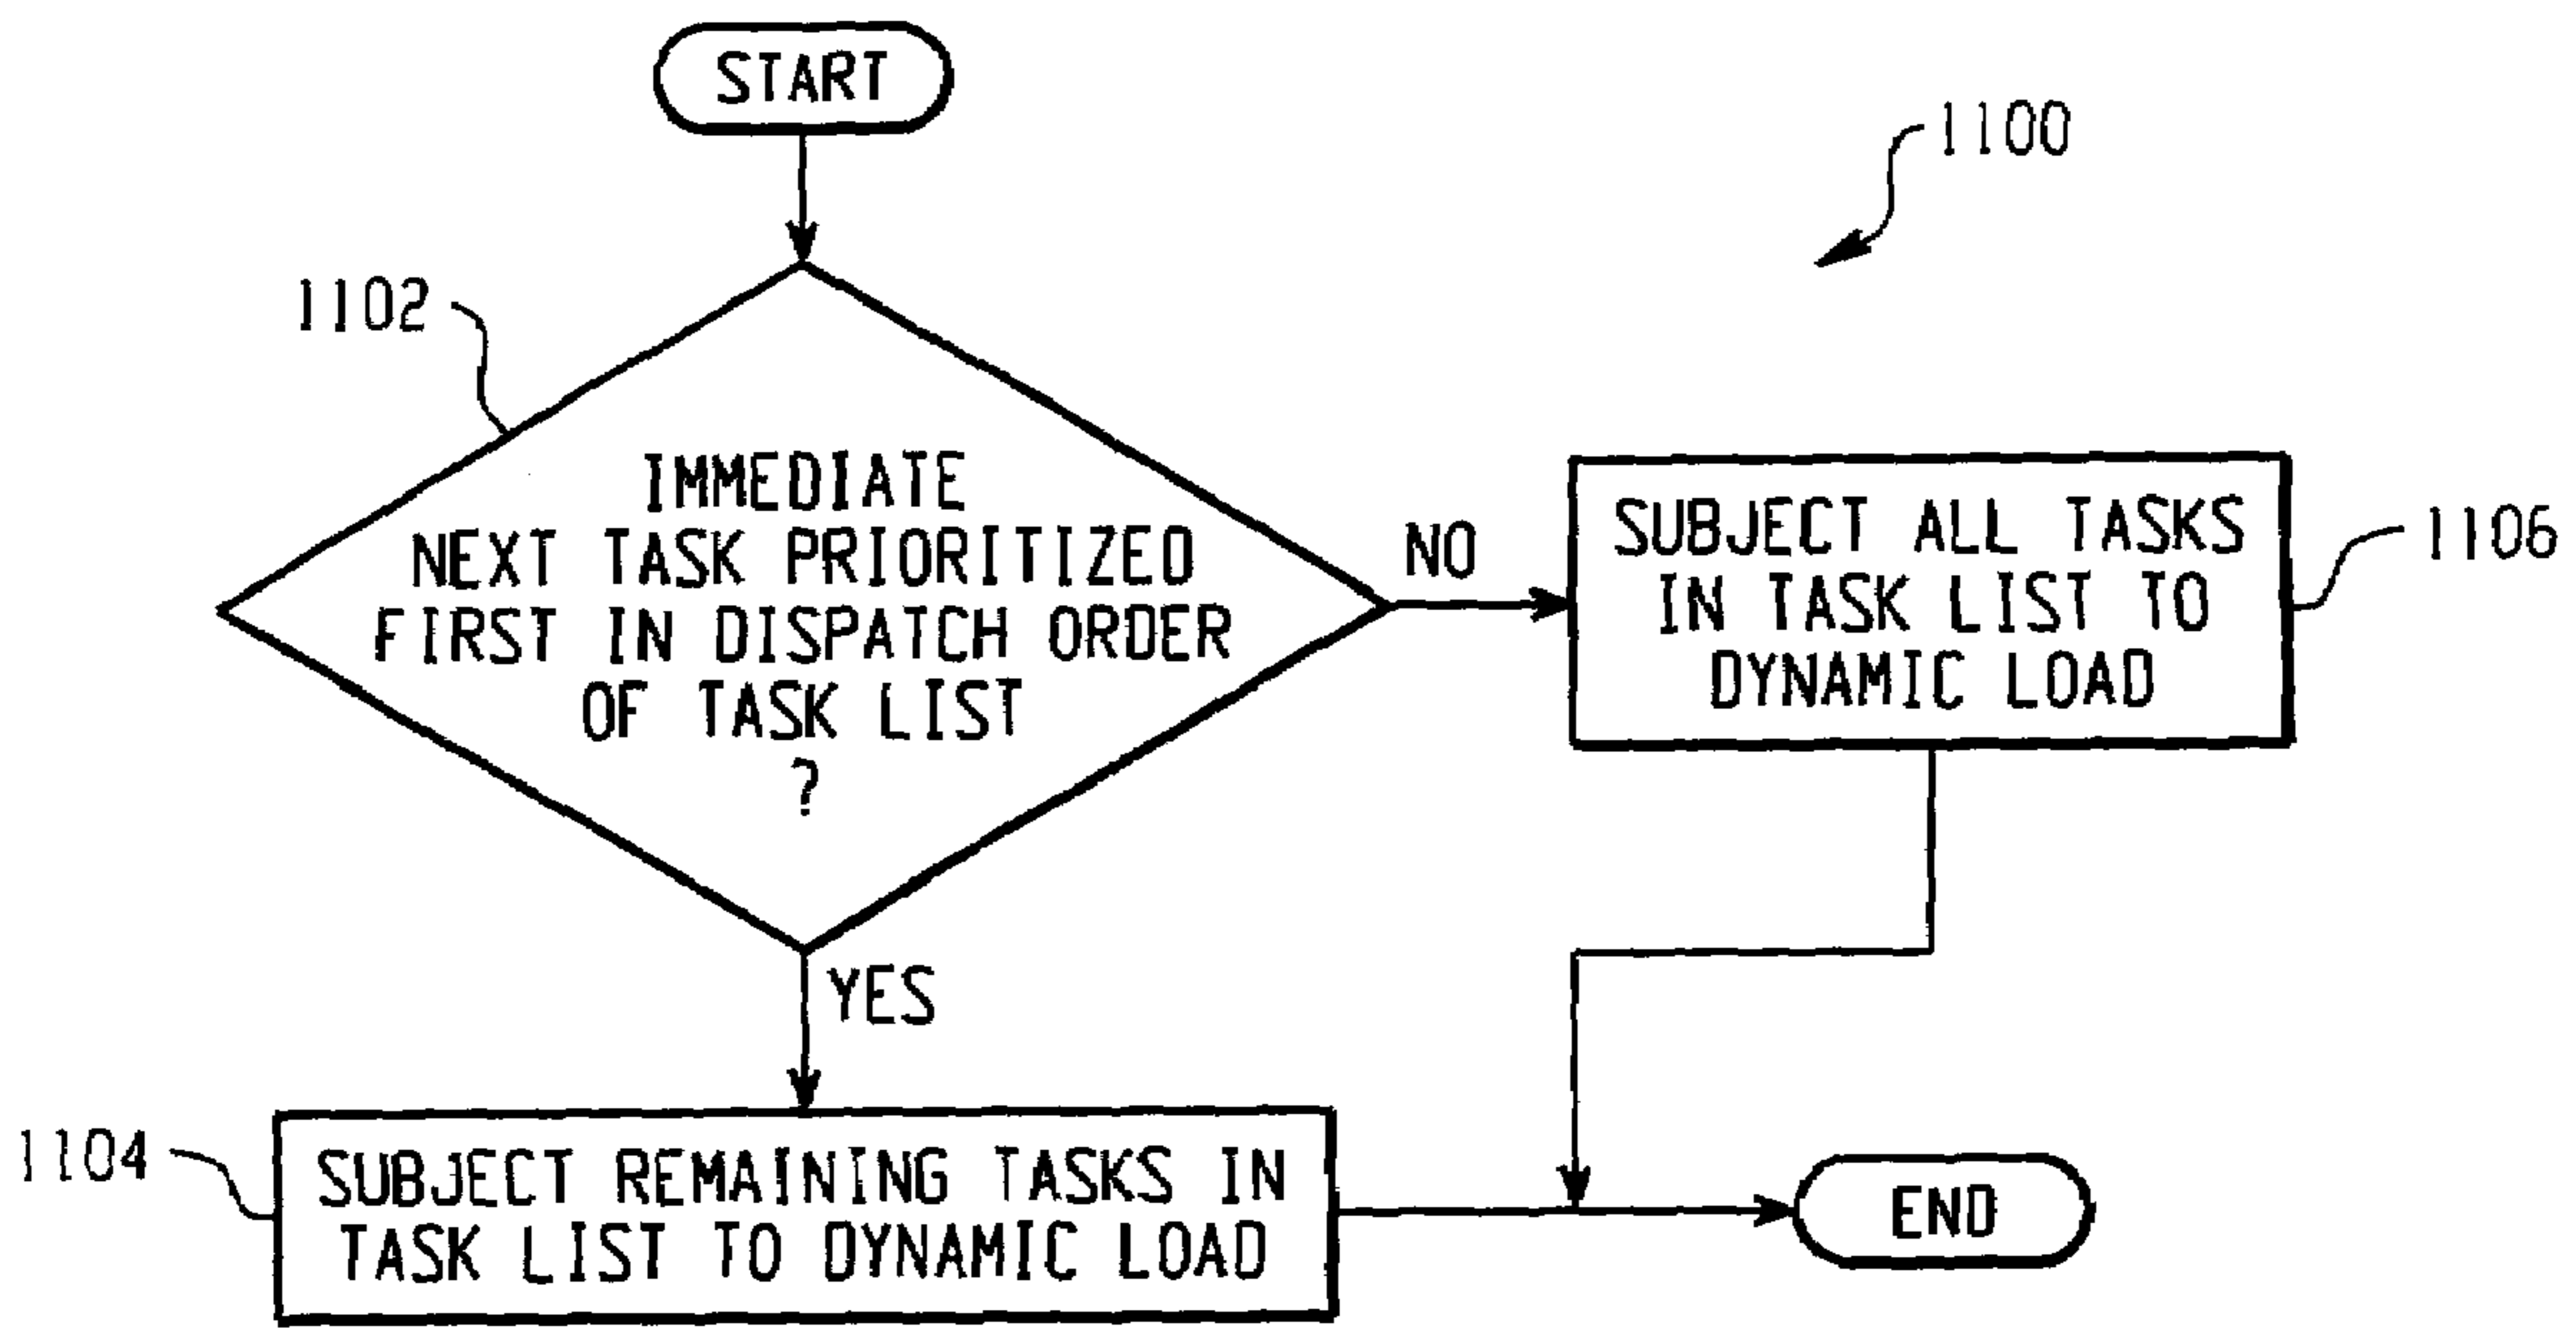 START
1100
1102
IMMEDIATE
NEXT TASK PRIORITIZED
FIRST IN DISPATCH ORDER
OF TASK LIST
?
NO
SUBJECT ALL TASKS
IN TASK LIST TO
DYNAMIC LOAD
1106
YES
1104
SUBJECT REMAINING TASKS IN
TASK LIST TO DYNAMIC LOAD
END